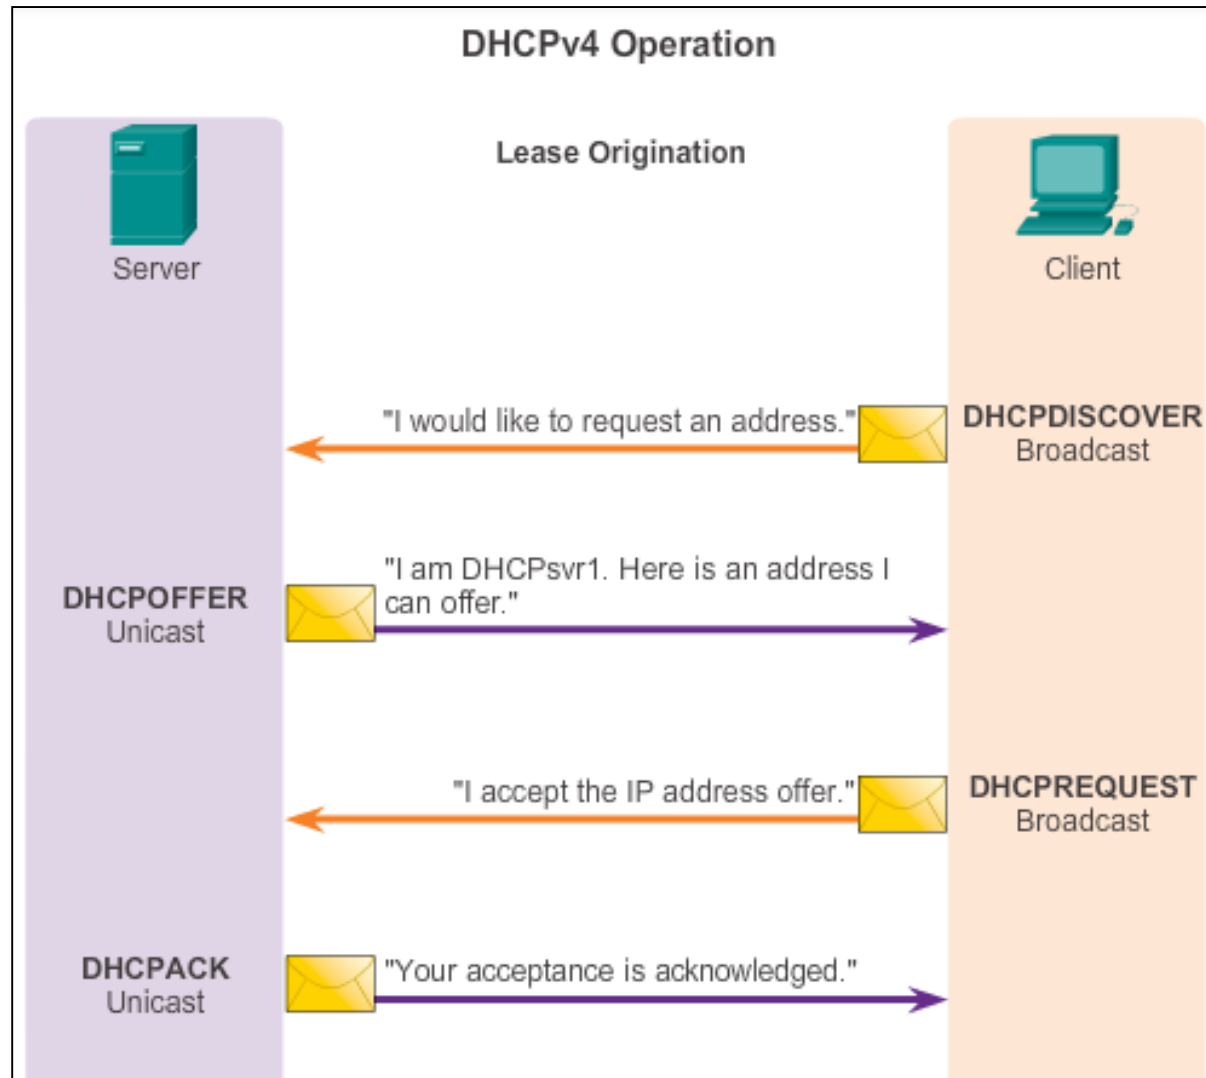 DHCPv4 Operation
Lease Origination
Server
Client
"I would like to request an address."
DHCPDISCOVER
Broadcast
"I am DHCPsvr1. Here is an address I
can offer."
DHCPOFFER
Unicast
"I accept the IP address offer."
DHCPREQUEST
Broadcast
DHCPACK
Unicast
"Your acceptance is acknowledged."